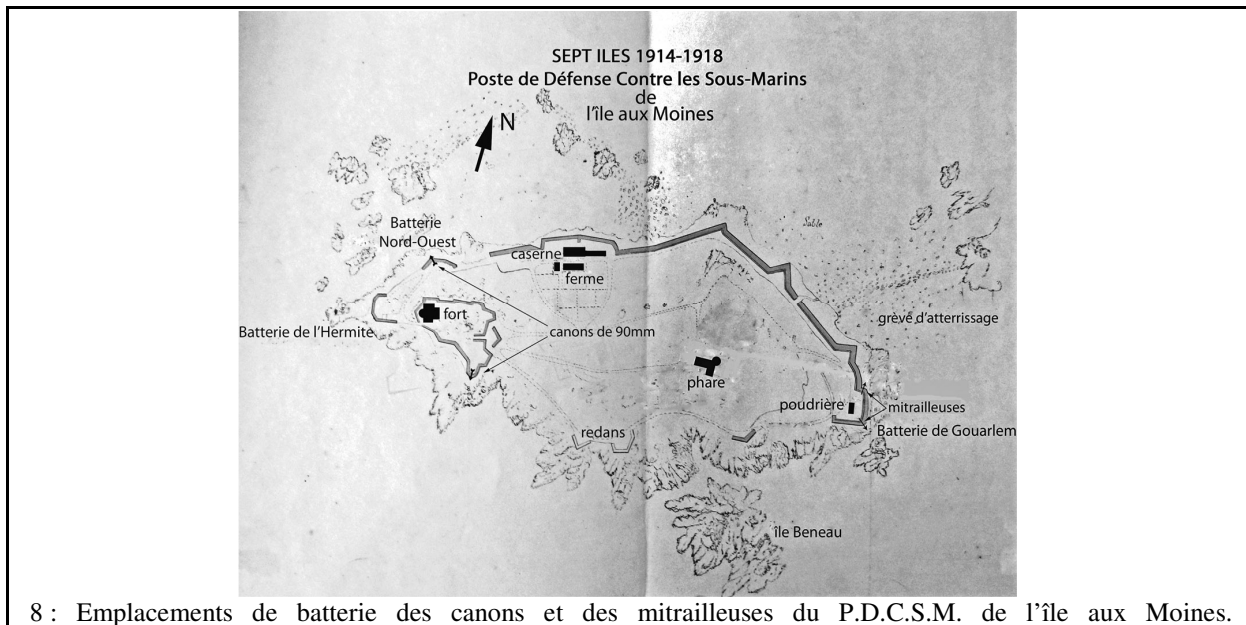 SEPT ILES 1914-1918
Poste de Défense Contre les Sous-Marins
de
l'île aux Moines
N
Batterie
Nord-Ouest
Sable
caserne
ferme
fort
grève d'atterrissage
Batterie de l'Hermite
canons de 90mm
phare
poudrière
mitrailleuses
redans
Batterie de Gouarlem
île Beneau
8 : Emplacements de batterie des canons et des mitrailleuses du P.D.C.S.M. de l'île aux Moines.